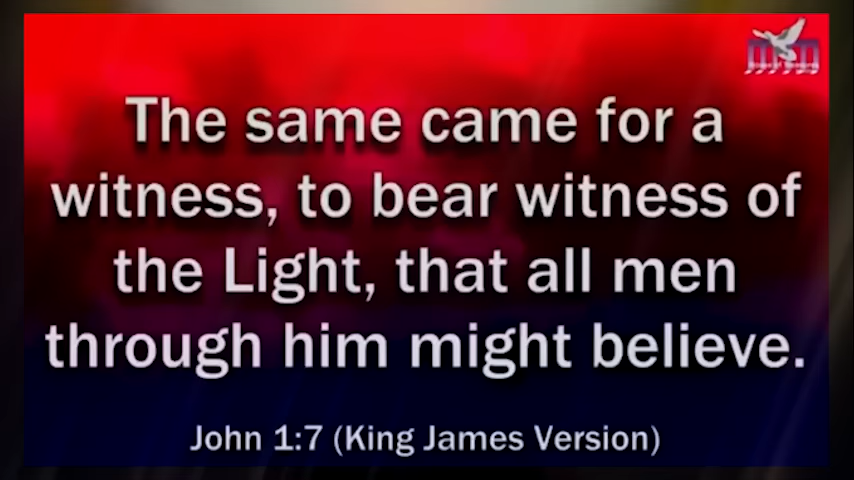 The same came for a
witness, to bear witness of
the Light, that all men
through him might believe.
John 1:7 (King James Version)